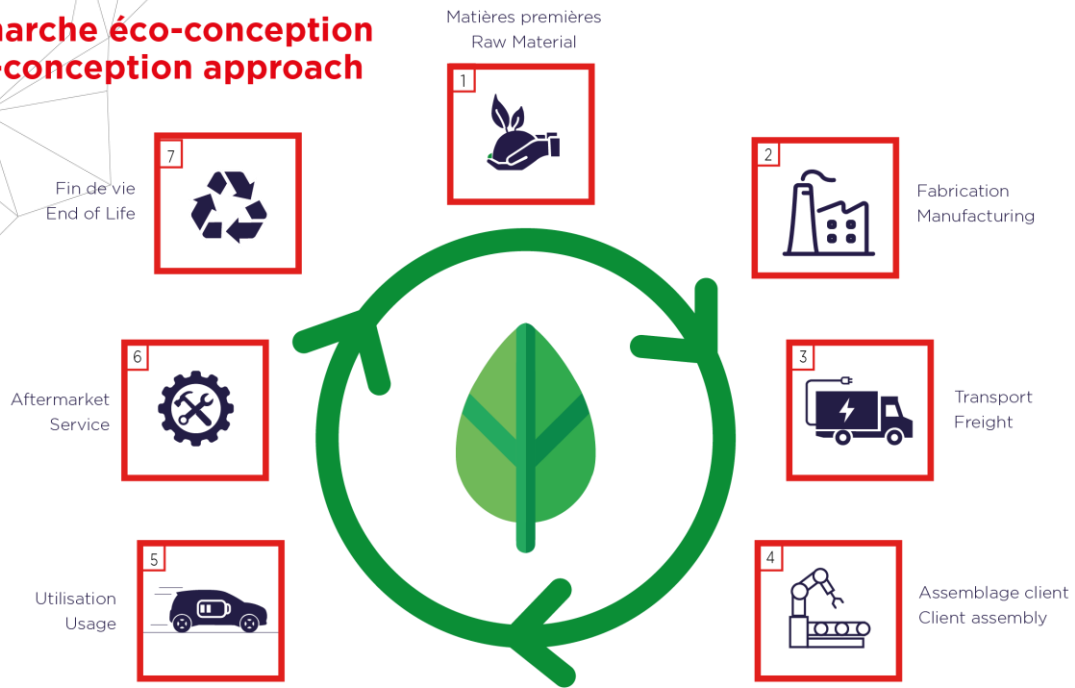 arche éco-conception
-conception approach
Matières premières
Raw Material
1
2
Fabrication
Manufacturing
3
Transport
Freight
4
Assemblage client
Client assembly
5
Utilisation
Usage
6
Aftermarket
Service
7
Fin de vie
End of Life